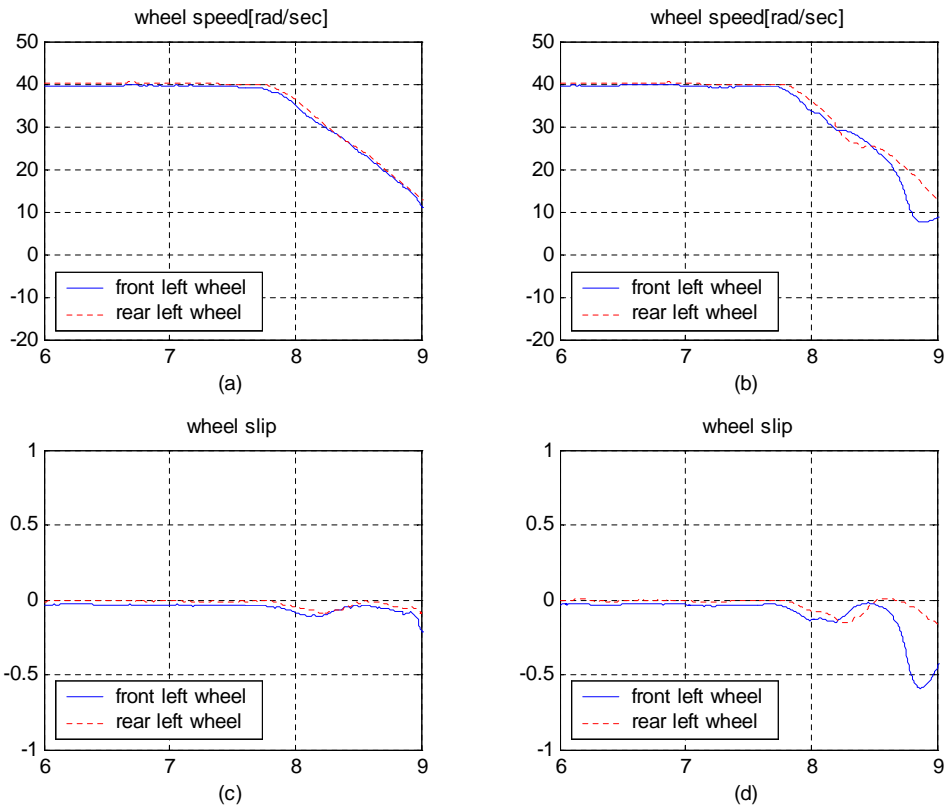 wheel speed[rad/sec]
50
40
30
20
10
0
-10
-20
front left wheel
rear left wheel
6 7 8 9
(a)
wheel speed[rad/sec]
50
40
30
20
10
0
-10
-20
front left wheel
rear left wheel
6 7 8 9
(b)
wheel slip
1
0.5
0
-0.5
-1
front left wheel
rear left wheel
6 7 8 9
(c)
wheel slip
1
0.5
0
-0.5
-1
front left wheel
rear left wheel
6 7 8 9
(d)